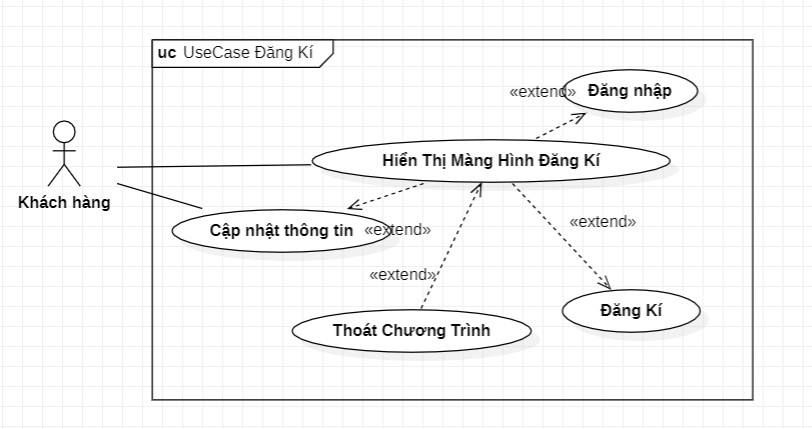 uc UseCase Đăng Kí
«extend» Đăng nhập
Hiển Thị Màng Hình Đăng Kí
Khách hàng
Cập nhật thông tin «extend»
«extend»
«extend»
Đăng Kí
Thoát Chương Trình